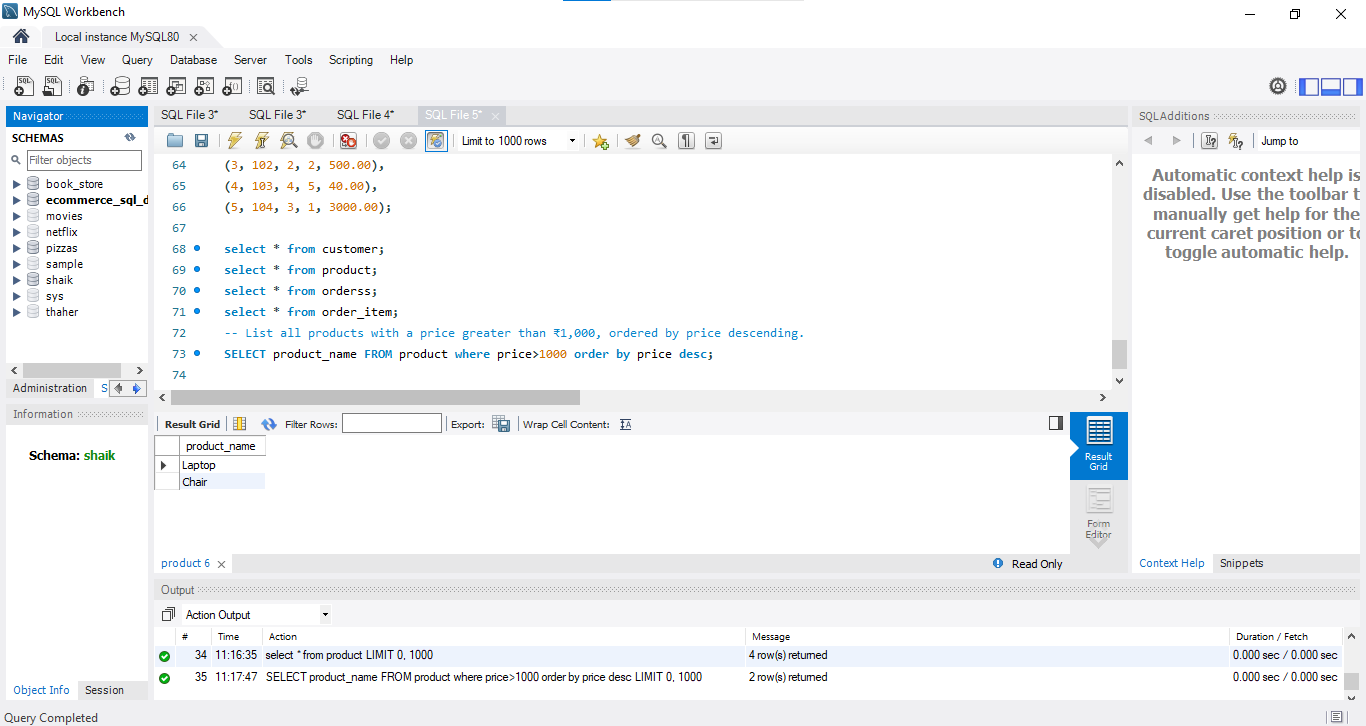 MySQL Workbench
Local instance MySQL80
File Edit View Query Database Server Tools Scripting Help
Navigator
SCHEMAS
Filter objects
book_store
ecommerce_sql_d
movies
netflix
pizzas
sample
shaik
sys
thaher
Administration S
Information
Schema: shaik
Object Info Session
SQL File 3* SQL File 3* SQL File 4* SQL File 5*
Limit to 1000 rows
64 (3, 102, 2, 2, 500.00),
65 (4, 103, 4, 5, 40.00),
66 (5, 104, 3, 1, 3000.00);
67
68 select * from customer;
69 select * from product;
70 select * from orderss;
71 select * from order_item;
72 -- List all products with a price greater than ₹1,000, ordered by price descending.
73 SELECT product_name FROM product where price>1000 order by price desc;
74
Result Grid Filter Rows: Export: Wrap Cell Content:
product_name
Laptop
Chair
Result
Grid
Form
Editor
product 6
Read Only
SQLAdditions
Jump to
Automatic context help is
disabled. Use the toolbar t
manually get help for the
current caret position or to
toggle automatic help.
Context Help Snippets
Output
Action Output
# Time Action Message Duration / Fetch
34 11:16:35 select * from product LIMIT 0, 1000 4 row(s) returned 0.000 sec / 0.000 sec
35 11:17:47 SELECT product_name FROM product where price>1000 order by price desc LIMIT 0, 1000 2 row(s) returned 0.000 sec / 0.000 sec
Query Completed